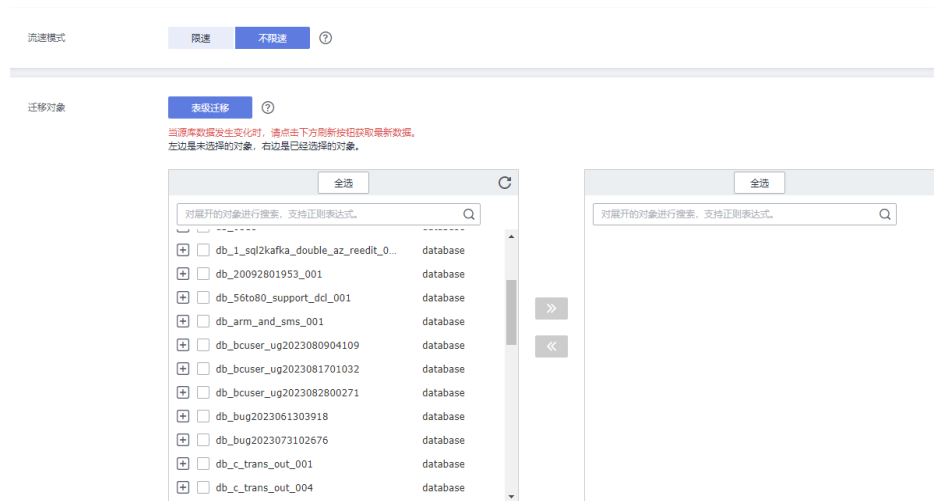 流速模式
限速 不限速
迁移对象
表级迁移
当源库数据发生变化时，请点击下方刷新按钮获取最新数据。
左边是未选择的对象，右边是已经选择的对象。
全选 全选
对展开的对象进行搜索，支持正则表达式。 对展开的对象进行搜索，支持正则表达式。
db_1_sql2kafka_double_az_reedit_0... database
db_20092801953_001 database
db_56to80_support_dcl_001 database
db_arm_and_sms_001 database
db_bcuser_ug2023080904109 database
db_bcuser_ug2023081701032 database
db_bcuser_ug2023082800271 database
db_bug2023061303918 database
db_bug2023073102676 database
db_c_trans_out_001 database
db_c_trans_out_004 database